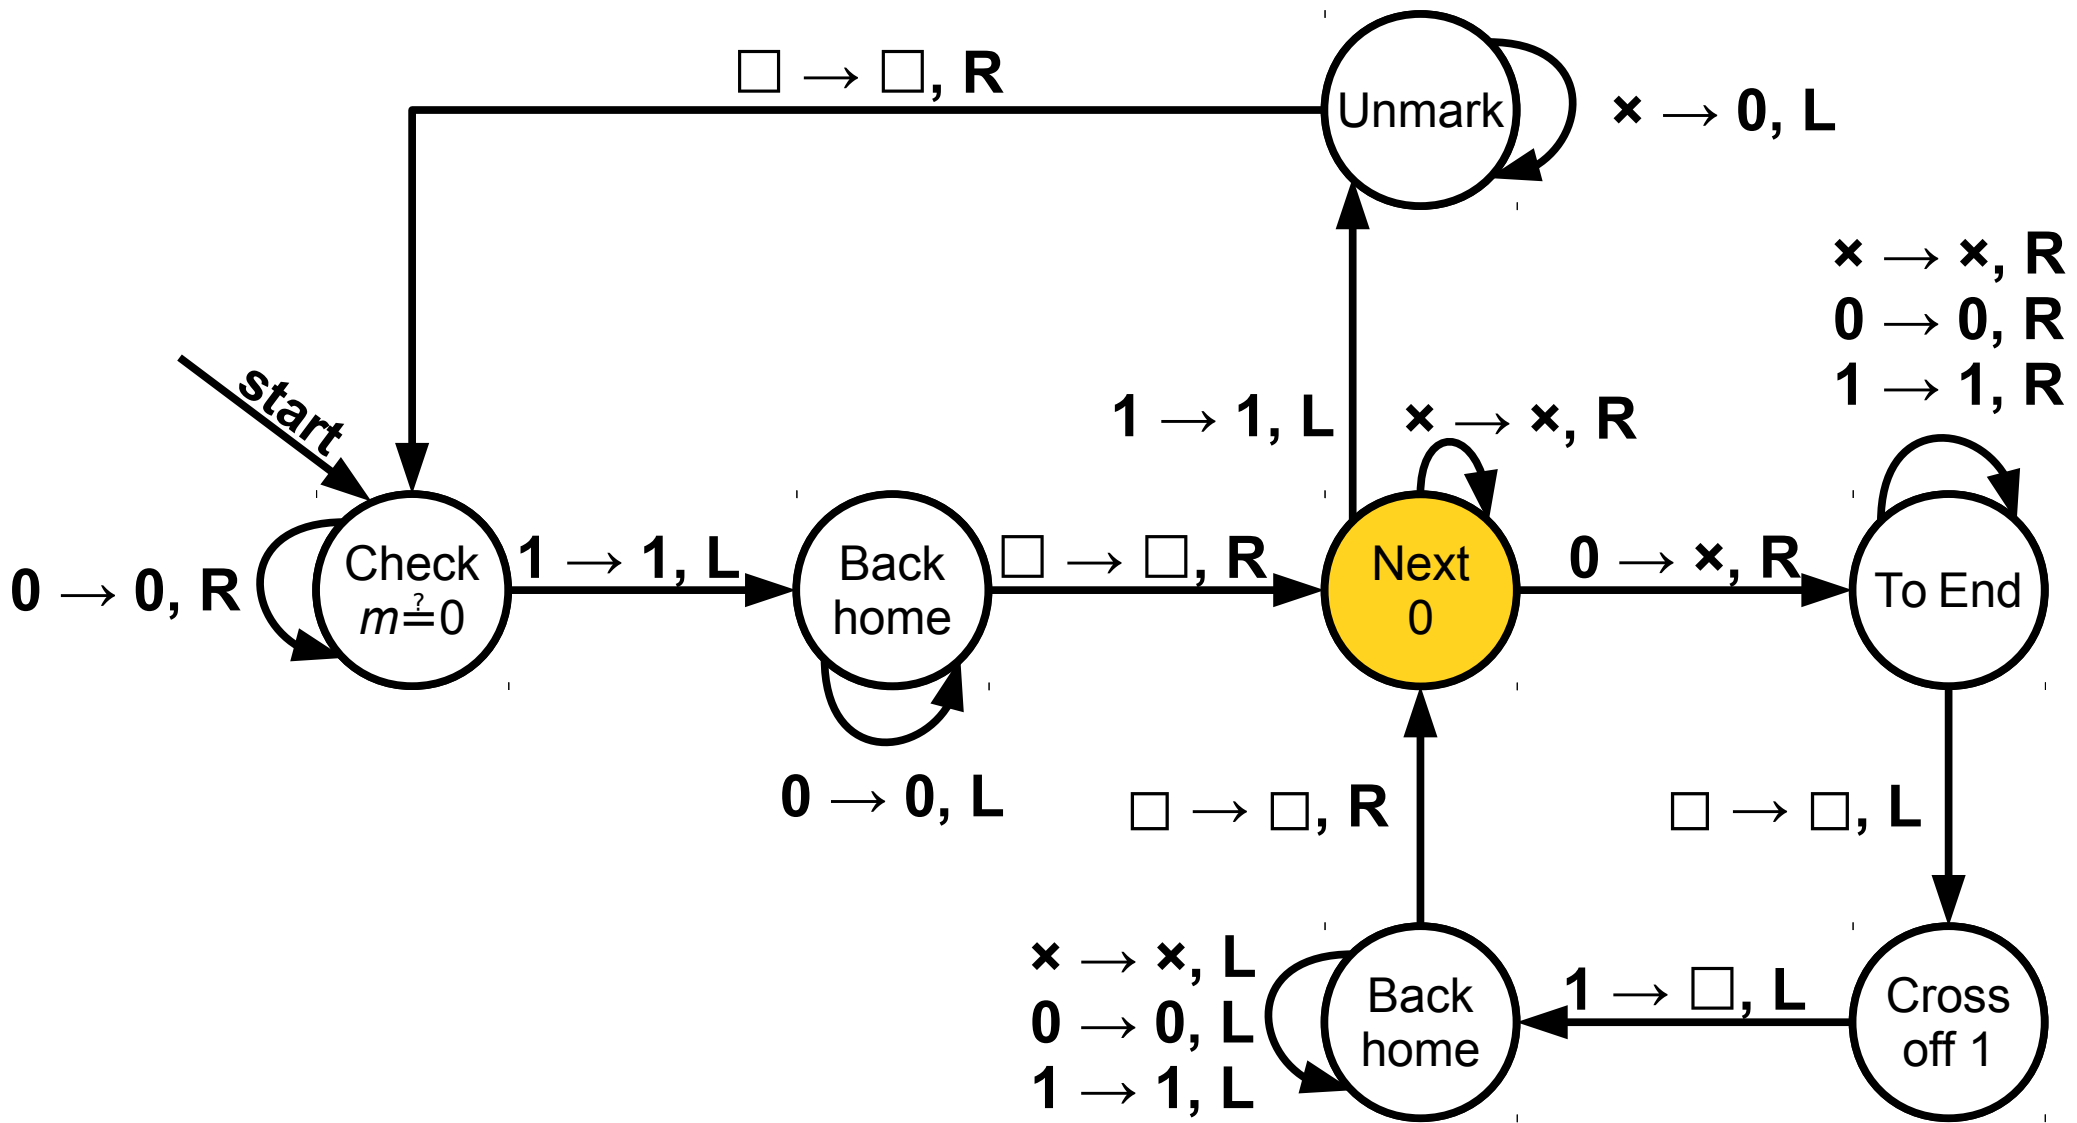 □ → □, R
Unmark
× → 0, L
× → ×, R
0 → 0, R
1 → 1, R
start
1 → 1, L
× → ×, R
0 → 0, R
Check
m ≟ 0
1 → 1, L
Back
home
□ → □, R
Next
0
0 → ×, R
To End
0 → 0, L
□ → □, R
□ → □, L
× → ×, L
0 → 0, L
1 → 1, L
Back
home
1 → □, L
Cross
off 1